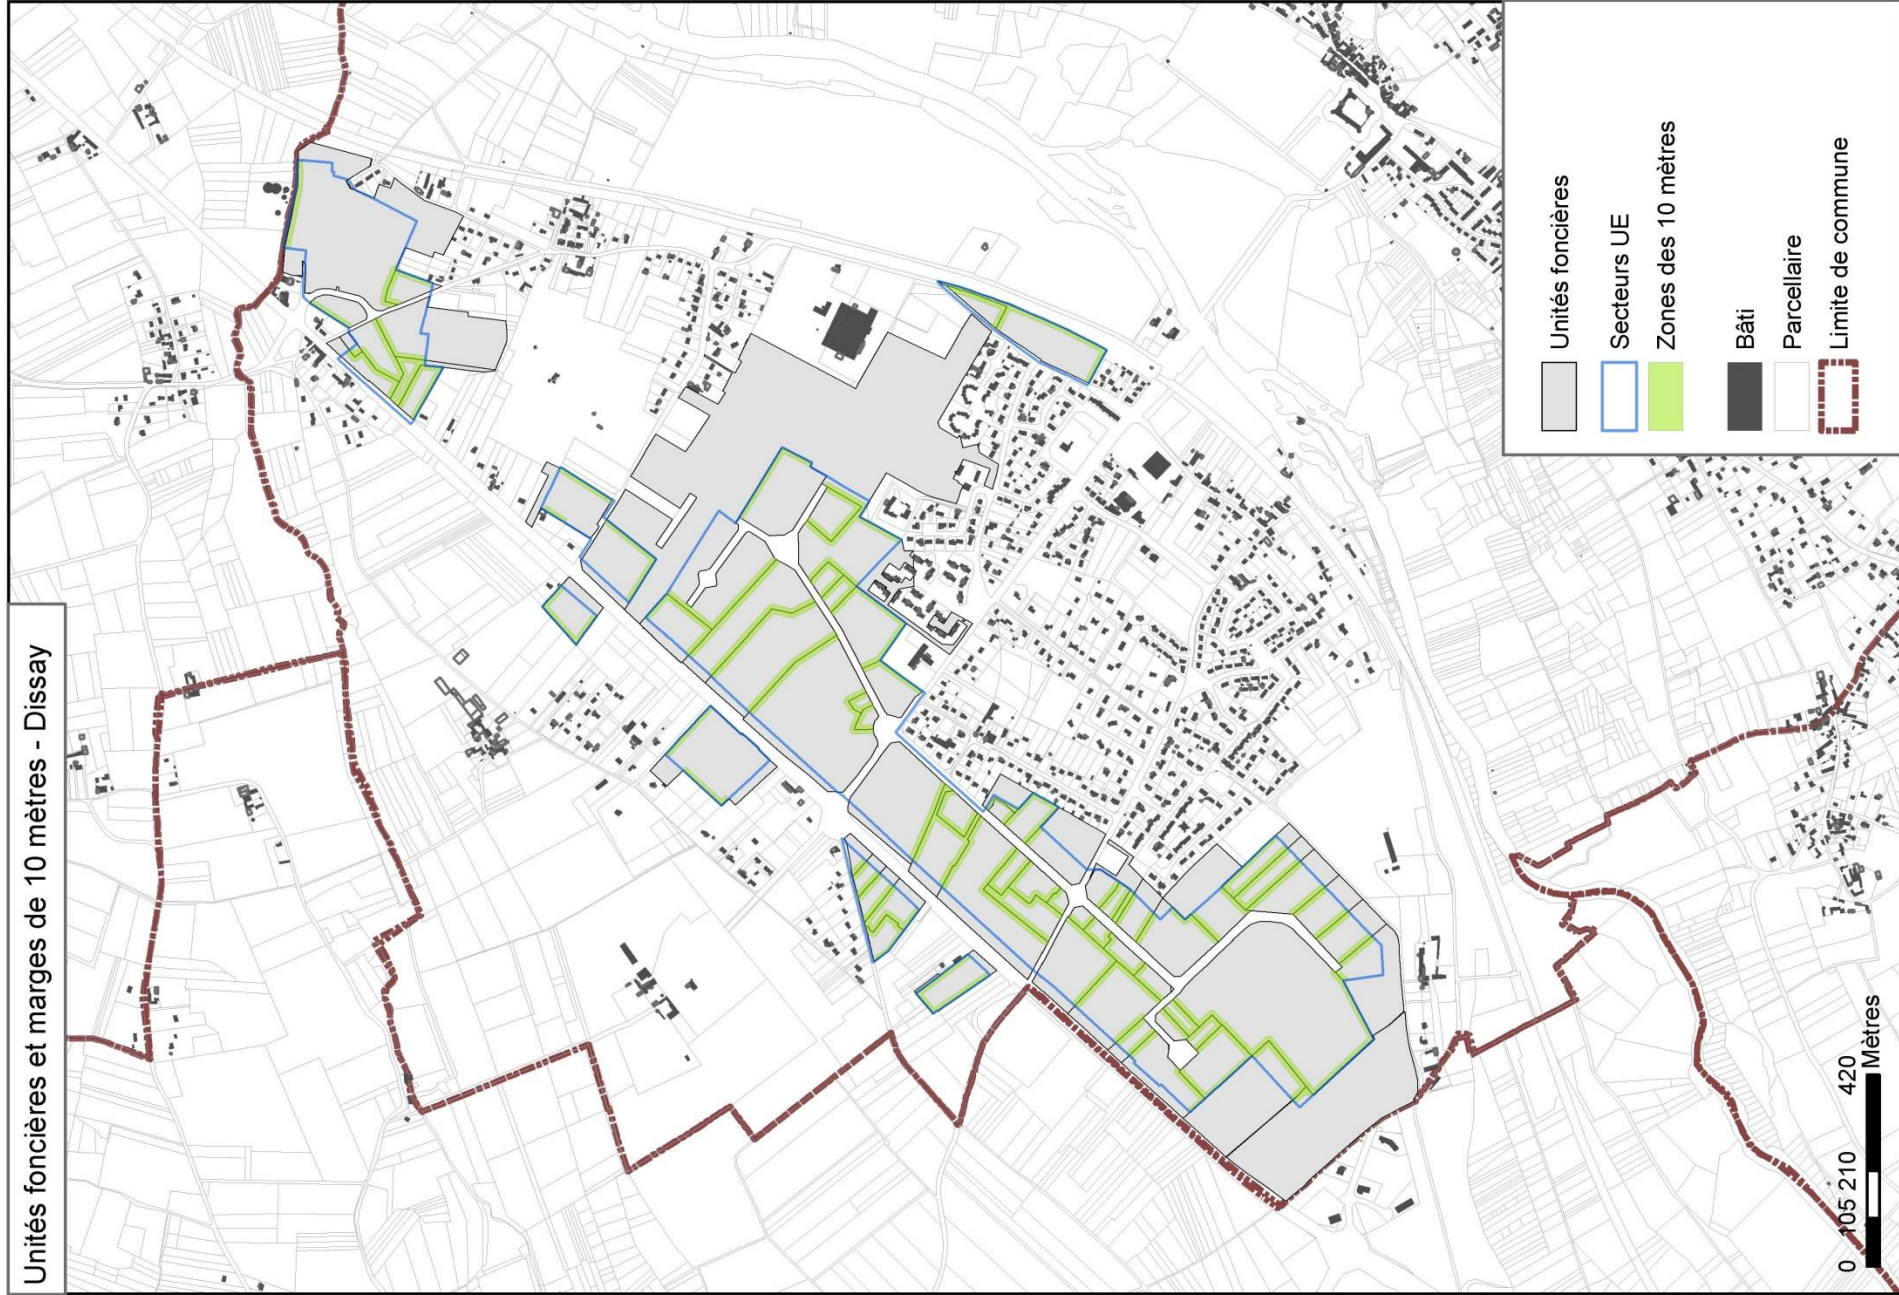 Unités foncières et marges de 10 mètres - Dissay
Unités foncières
Secteurs UE
Zones des 10 mètres
Bâti
Parcellaire
Limite de commune
0 105 210 420
Mètres